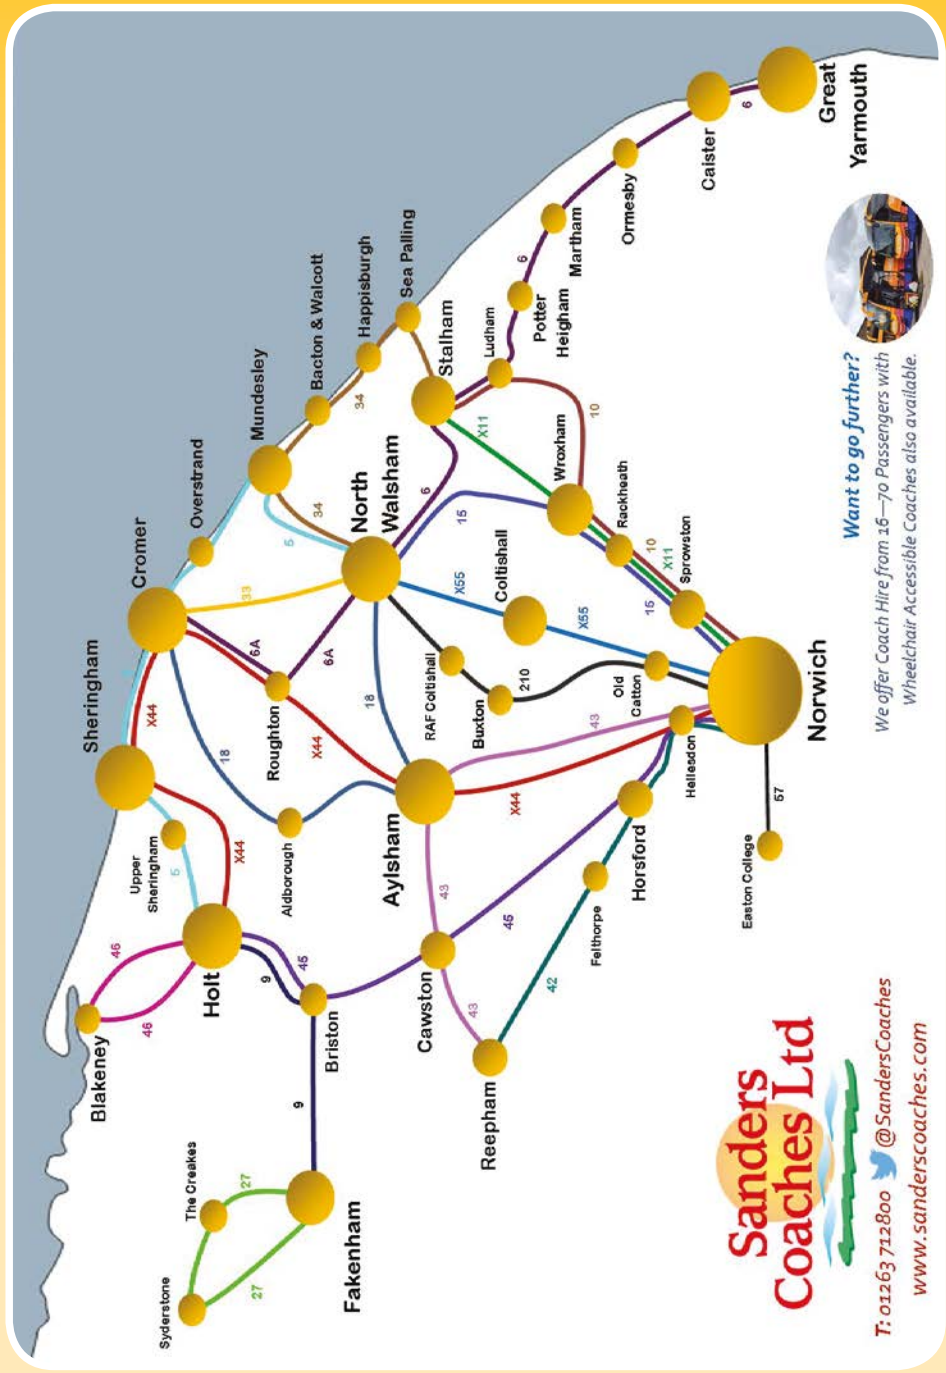 Sheringham
Cromer
Overstrand
Mundesley
Bacton & Walcott
Happisburgh
Sea Palling
Blakeney
46
46
Holt
Upper
Sheringham
5
X44
X44
18
5
33
34
34
Syderstone
The Creakes
27
27
Fakenham
9
9
45
Briston
Aldborough
Roughton
6A
6A
X44
North
Walsham
18
6
Stalham
Aylsham
Cawston
43
43
Reepham
RAF Coltishall
Buxton
210
X55
15
X11
Ludham
Potter
Heigham
6
Martham
Ormesby
Caister
6
Great
Yarmouth
Coltishall
X55
Wroxham
10
Rackheath
10
X11
Sprowston
15
Old
Catton
43
X44
45
42
Felthorpe
Horsford
Hellesdon
Norwich
57
Easton College
Sanders
Coaches Ltd
T: 01263 712800 @SandersCoaches
www.sanderscoaches.com
Want to go further?
We offer Coach Hire from 16—70 Passengers with
Wheelchair Accessible Coaches also available.